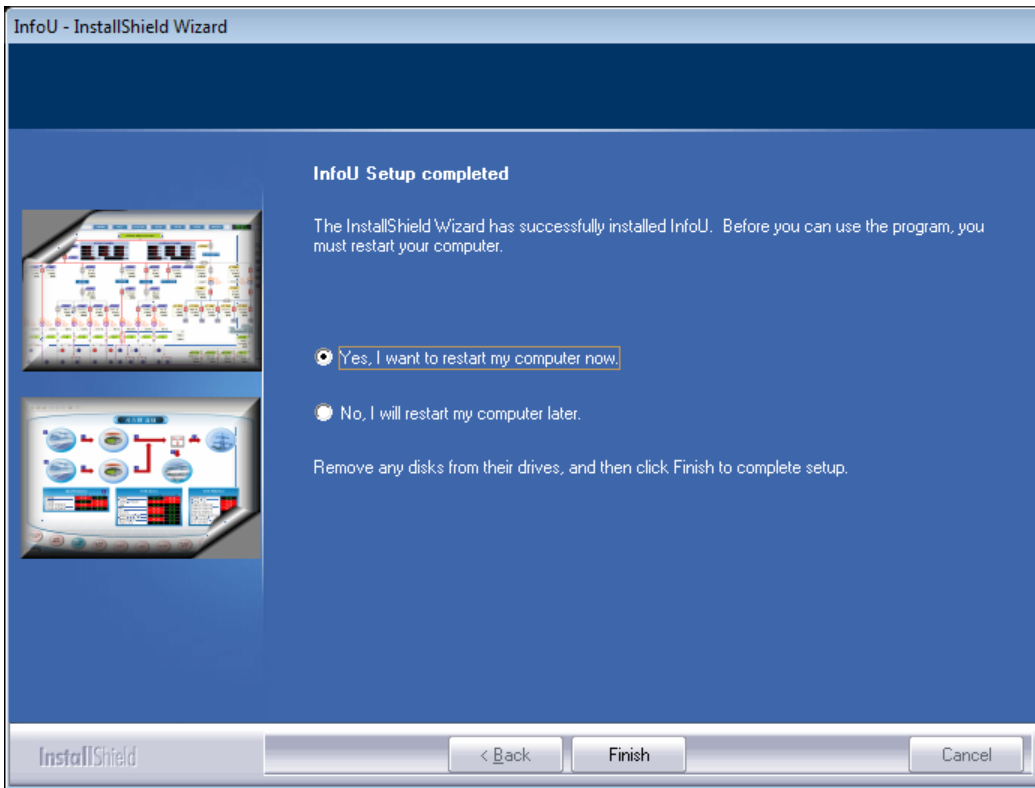 InfoU - InstallShield Wizard
InfoU Setup completed
The InstallShield Wizard has successfully installed InfoU.  Before you can use the program, you
must restart your computer.
Yes, I want to restart my computer now.
No, I will restart my computer later.
Remove any disks from their drives, and then click Finish to complete setup.
InstallShield
< Back
Finish
Cancel